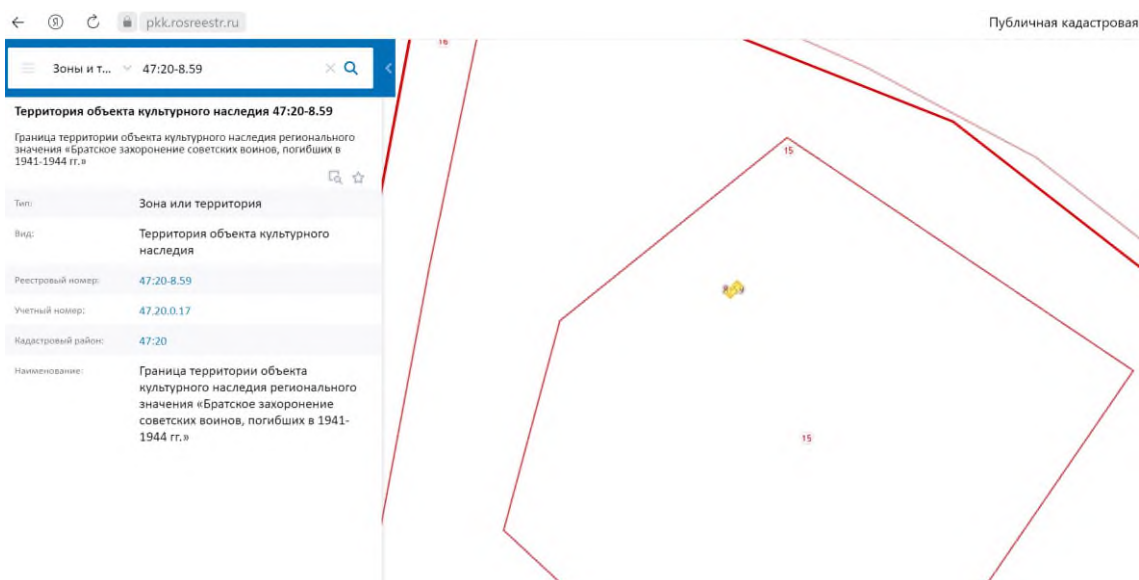 pkk.rosreestr.ru
Публичная кадастровая
Зоны и т...
47:20-8.59
Территория объекта культурного наследия 47:20-8.59
Граница территории объекта культурного наследия регионального
значения «Братское захоронение советских воинов, погибших в
1941-1944 гг.»
Тип:
Зона или территория
Вид:
Территория объекта культурного
наследия
Реестровый номер:
47:20-8.59
Учетный номер:
47.20.0.17
Кадастровый район:
47:20
Наименование:
Граница территории объекта
культурного наследия регионального
значения «Братское захоронение
советских воинов, погибших в 1941-
1944 гг.»
16
15
15